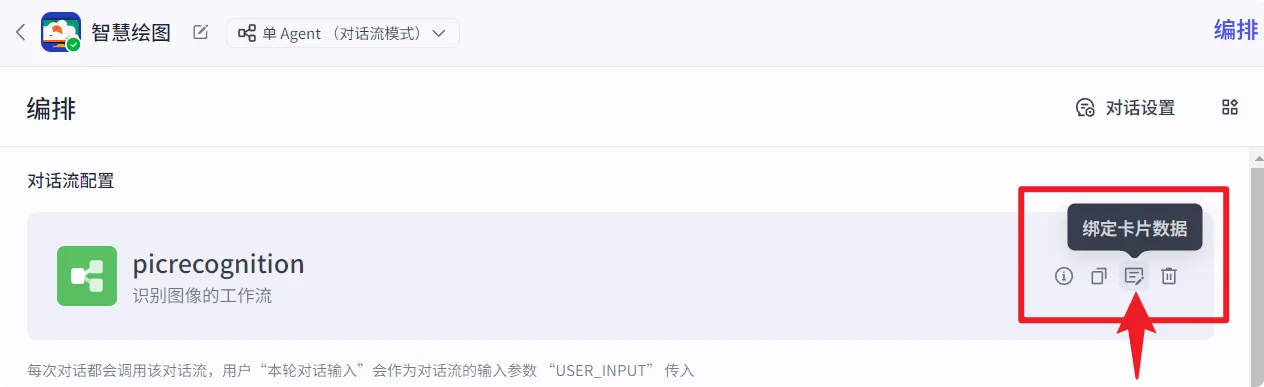 智慧绘图
单 Agent （对话流模式）
编排
编排
对话设置
对话流配置
绑定卡片数据
picrecognition
识别图像的工作流
每次对话都会调用该对话流，用户“本轮对话输入”会作为对话流的输入参数 “USER_INPUT” 传入